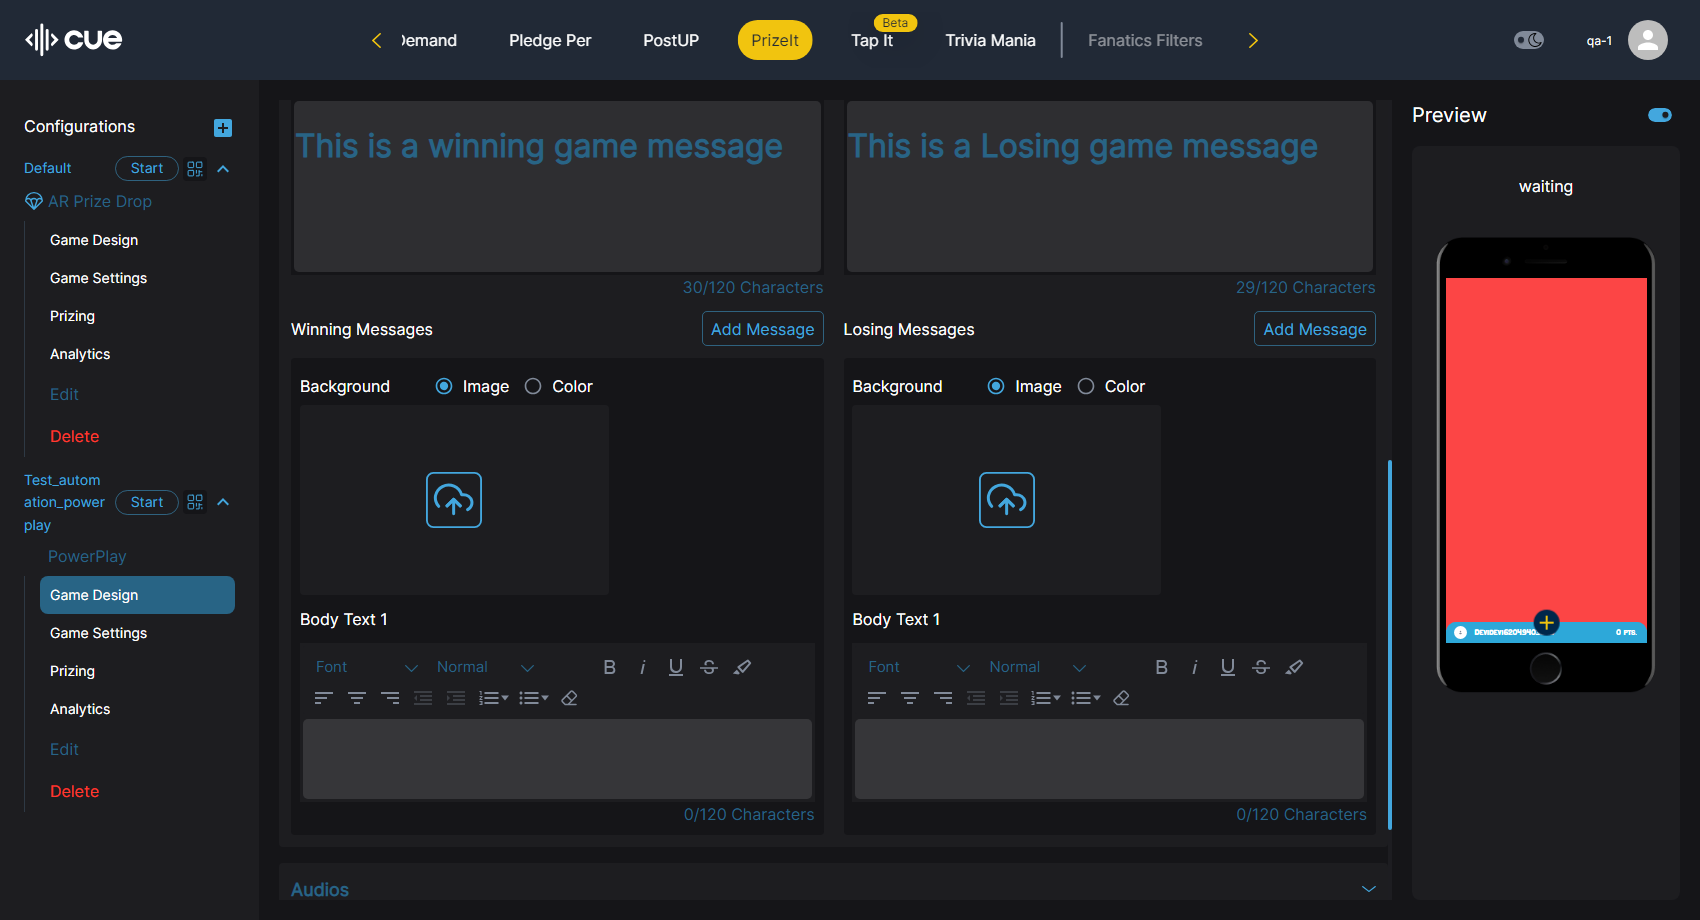 cue
Demand
Pledge Per
PostUP
PrizeIt
Beta
Tap It
Trivia Mania
Fanatics Filters
qa-1
Configurations
Default
Start
AR Prize Drop
Game Design
Game Settings
Prizing
Analytics
Edit
Delete
Test_autom
ation_power
play
Start
PowerPlay
Game Design
Game Settings
Prizing
Analytics
Edit
Delete
This is a winning game message
30/120 Characters
Winning Messages
Add Message
Background
Image
Color
Body Text 1
Font
Normal
0/120 Characters
This is a Losing game message
29/120 Characters
Losing Messages
Add Message
Background
Image
Color
Body Text 1
Font
Normal
0/120 Characters
Audios
Preview
waiting
0 PTS.